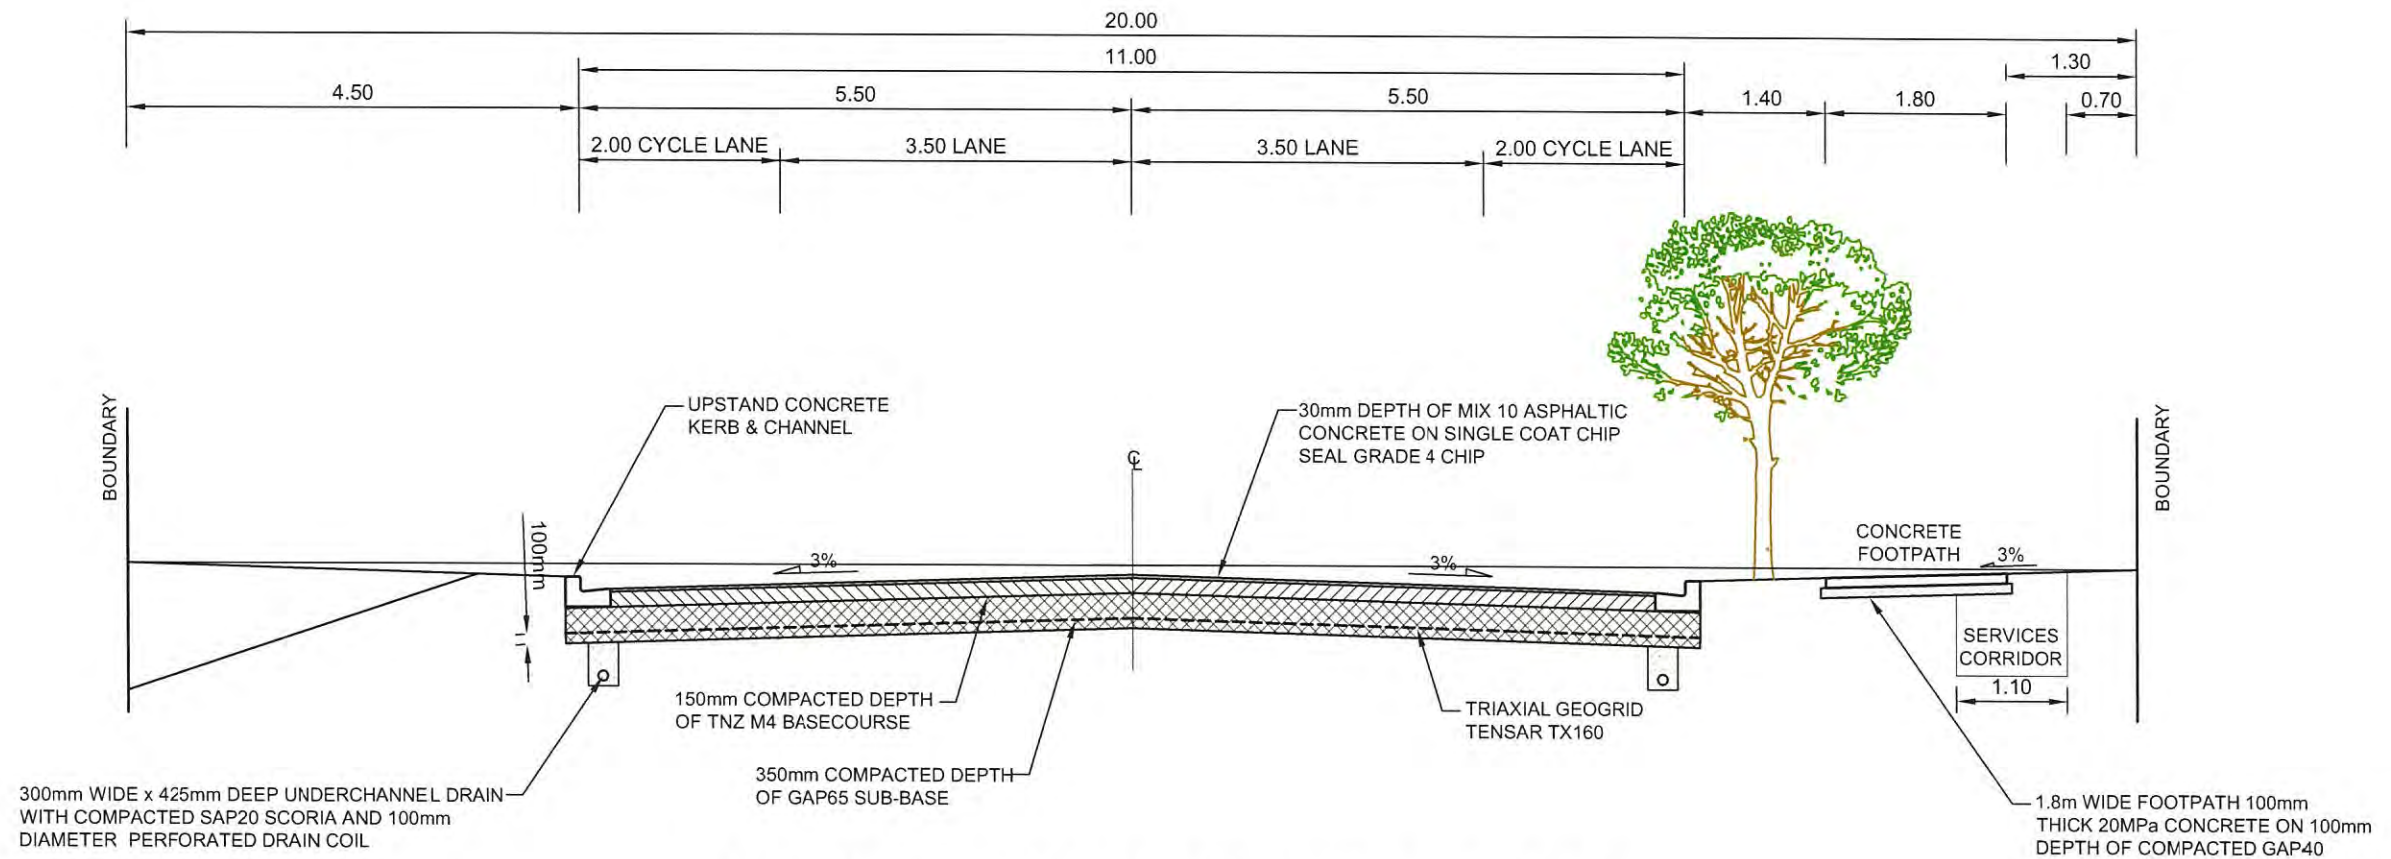 20.00
11.00
1.30
4.50
5.50
5.50
1.40
1.80
0.70
2.00 CYCLE LANE
3.50 LANE
3.50 LANE
2.00 CYCLE LANE
BOUNDARY
UPSTAND CONCRETE
KERB & CHANNEL
30mm DEPTH OF MIX 10 ASPHALTIC
CONCRETE ON SINGLE COAT CHIP
SEAL GRADE 4 CHIP
BOUNDARY
℄
100mm
CONCRETE
FOOTPATH
3%
3%
3%
SERVICES
CORRIDOR
1.10
150mm COMPACTED DEPTH
OF TNZ M4 BASECOURSE
TRIAXIAL GEOGRID
TENSAR TX160
350mm COMPACTED DEPTH
OF GAP65 SUB-BASE
300mm WIDE x 425mm DEEP UNDERCHANNEL DRAIN
WITH COMPACTED SAP20 SCORIA AND 100mm
DIAMETER PERFORATED DRAIN COIL
1.8m WIDE FOOTPATH 100mm
THICK 20MPa CONCRETE ON 100mm
DEPTH OF COMPACTED GAP40